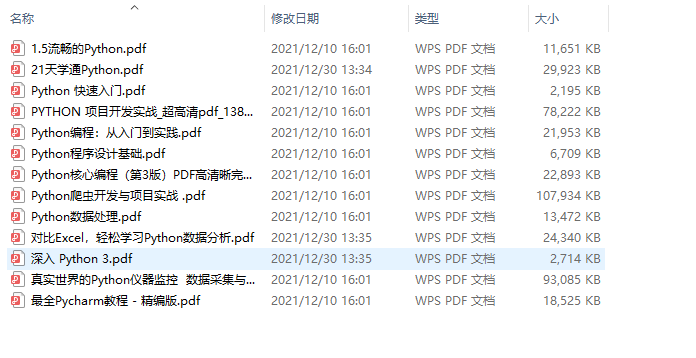 名称 修改日期 类型 大小
1.5流畅的Python.pdf 2021/12/10 16:01 WPS PDF 文档 11,651 KB
21天学通Python.pdf 2021/12/30 13:34 WPS PDF 文档 29,923 KB
Python 快速入门.pdf 2021/12/10 16:01 WPS PDF 文档 2,195 KB
PYTHON 项目开发实战_超高清pdf_138... 2021/12/10 16:01 WPS PDF 文档 78,222 KB
Python编程：从入门到实践.pdf 2021/12/10 16:01 WPS PDF 文档 21,953 KB
Python程序设计基础.pdf 2021/12/10 16:01 WPS PDF 文档 6,709 KB
Python核心编程（第3版）PDF高清晰完... 2021/12/10 16:01 WPS PDF 文档 22,893 KB
Python爬虫开发与项目实战 .pdf 2021/12/10 16:01 WPS PDF 文档 107,934 KB
Python数据处理.pdf 2021/12/10 16:01 WPS PDF 文档 13,472 KB
对比Excel，轻松学习Python数据分析.pdf 2021/12/30 13:35 WPS PDF 文档 24,340 KB
深入 Python 3.pdf 2021/12/30 13:35 WPS PDF 文档 2,714 KB
真实世界的Python仪器监控 数据采集与... 2021/12/10 16:01 WPS PDF 文档 93,085 KB
最全Pycharm教程 - 精编版.pdf 2021/12/10 16:01 WPS PDF 文档 18,525 KB